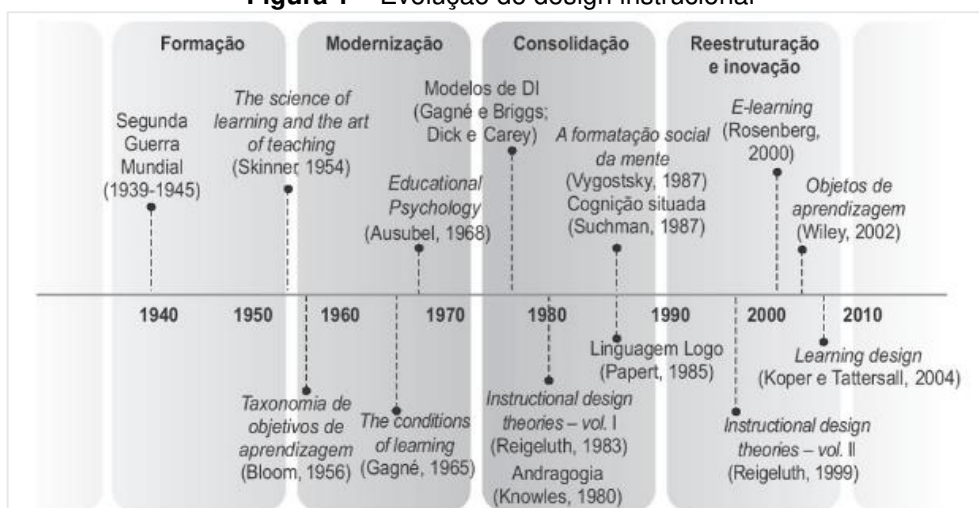 Figura 1 – Evolução do design instrucional
Formação
Modernização
Consolidação
Reestruturação
e inovação
Segunda
Guerra
Mundial
(1939-1945)
The science of
learning and the art
of teaching
(Skinner, 1954)
Educational
Psychology
(Ausubel, 1968)
Modelos de DI
(Gagné e Briggs;
Dick e Carey)
A formatação social
da mente
(Vygostsky, 1987)
Cognição situada
(Suchman, 1987)
E-learning
(Rosenberg,
2000)
Objetos de
aprendizagem
(Wiley, 2002)
1940 1950 1960 1970 1980 1990 2000 2010
Taxonomia de
objetivos de
aprendizagem
(Bloom, 1956)
The conditions
of learning
(Gagné, 1965)
Instructional design
theories – vol. I
(Reigeluth, 1983)
Andragogia
(Knowles, 1980)
Linguagem Logo
(Papert, 1985)
Instructional design
theories – vol. II
(Reigeluth, 1999)
Learning design
(Koper e Tattersall, 2004)